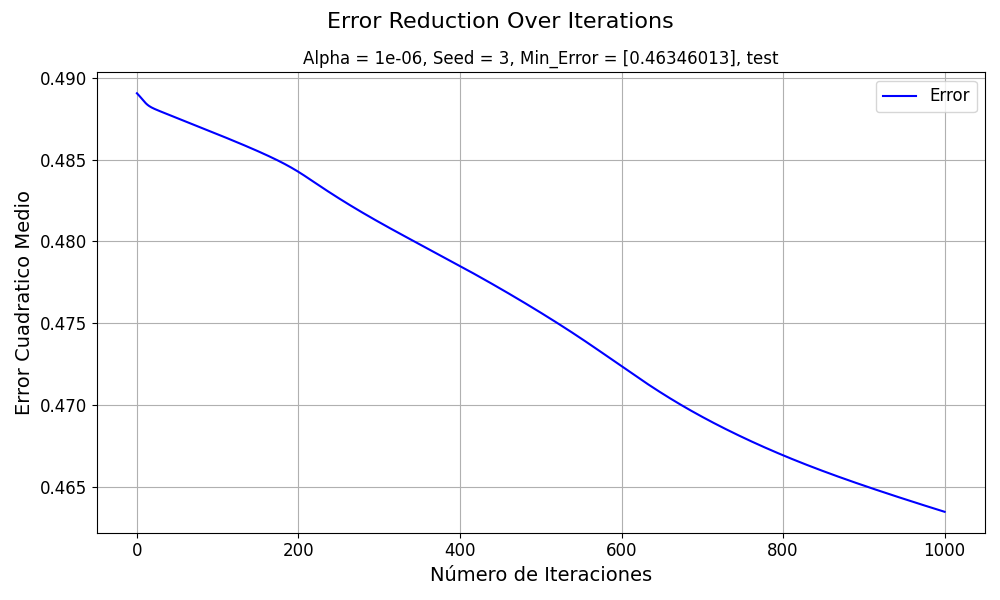 Error Reduction Over Iterations
Alpha = 1e-06, Seed = 3, Min_Error = [0.46346013], test
Error
Error Cuadratico Medio
0.490
0.485
0.480
0.475
0.470
0.465
0
200
400
600
800
1000
Número de Iteraciones